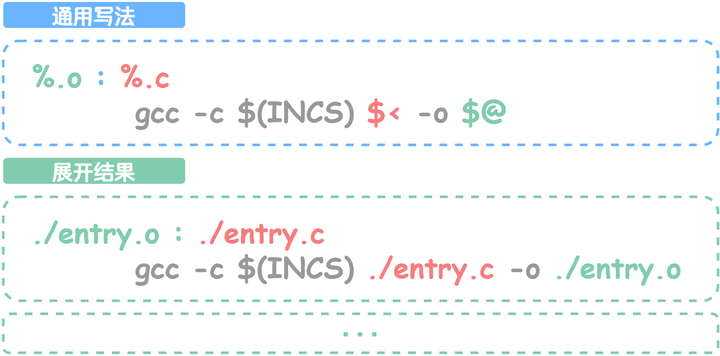 通用写法
%.o : %.c
gcc -c $(INCS) $< -o $@
展开结果
./entry.o : ./entry.c
gcc -c $(INCS) ./entry.c -o ./entry.o
...